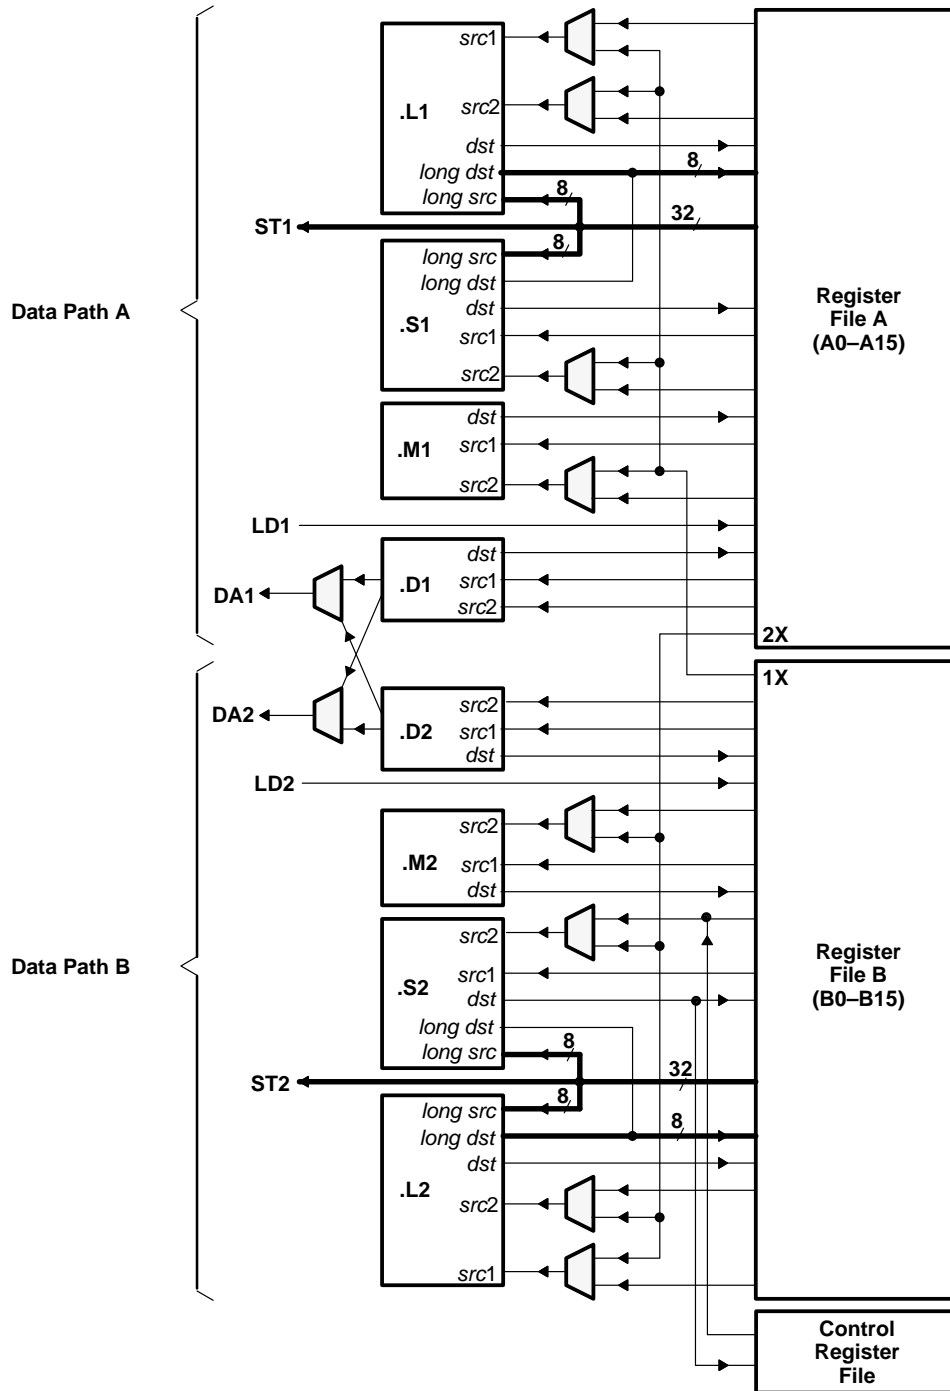 src1
.L1
src2
dst
long dst
8
long src
8
ST1
32
8
long src
long dst
dst
.S1
src1
src2
Data Path A
Register
File A
(A0–A15)
dst
.M1
src1
src2
LD1
dst
.D1
src1
src2
DA1
2X
1X
DA2
src2
.D2
src1
dst
LD2
src2
.M2
src1
dst
src2
.S2
src1
dst
long dst
long src
8
Data Path B
Register
File B
(B0–B15)
ST2
32
8
long src
long dst
8
dst
.L2
src2
src1
Control
Register
File